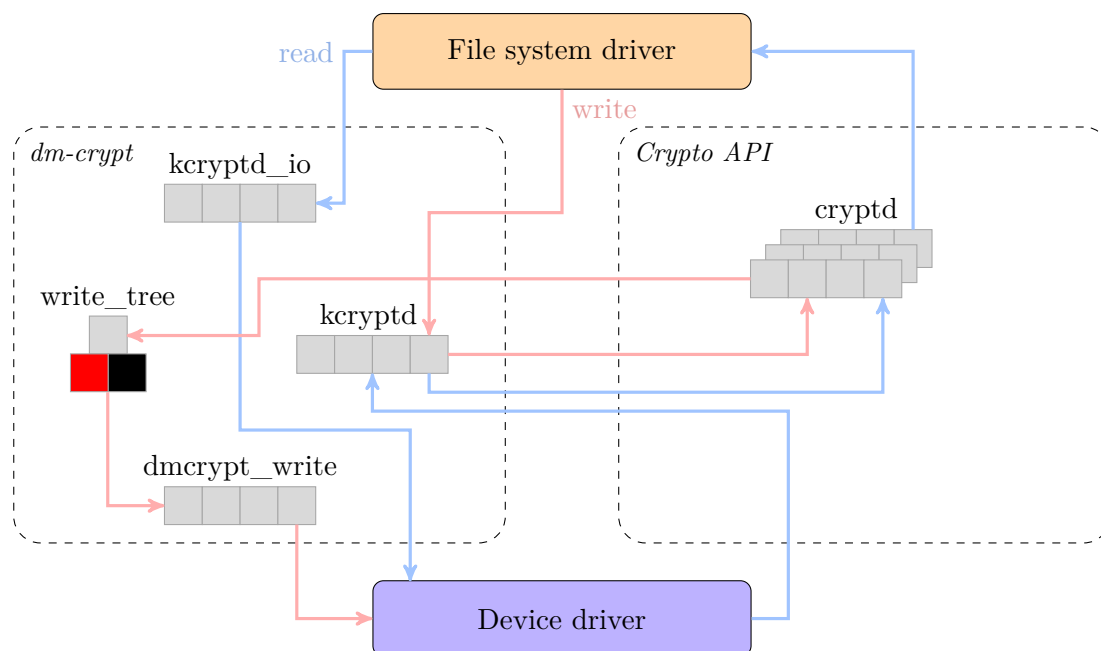 File system driver
read
write
dm-crypt
Crypto API
kcryptd_io
cryptd
write_tree
kcryptd
dmcrypt_write
Device driver